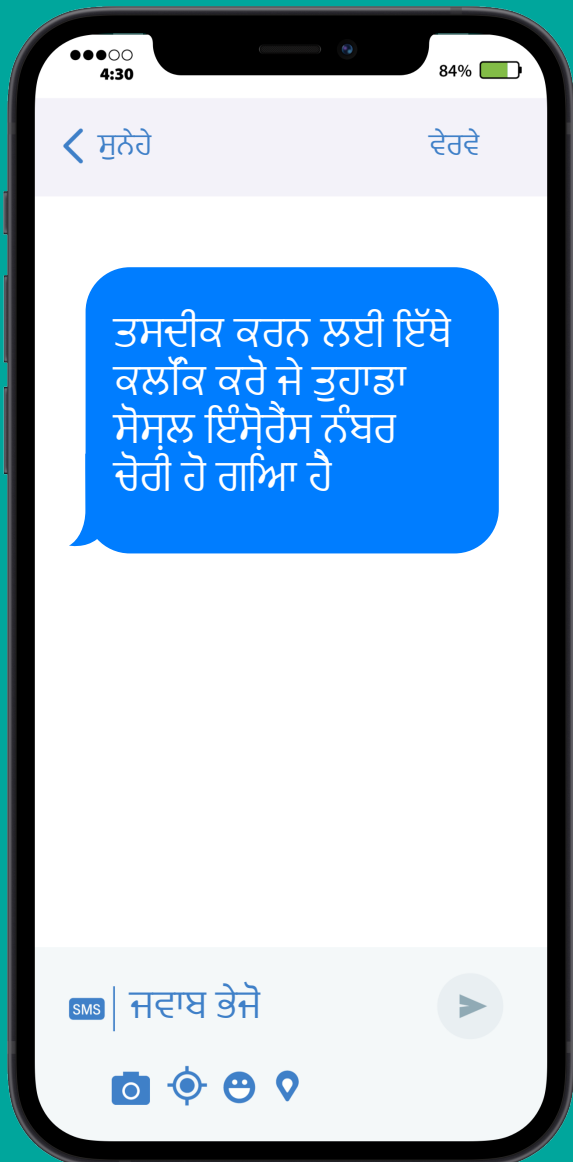 4:30
84%
ਸੁਨੇਹੇ
ਵੇਰਵੇ
ਤਸਦੀਕ ਕਰਨ ਲਈ ਇੱਥੇ
ਕਲਿੱਕ ਕਰੋ ਜੇ ਤੁਹਾਡਾ
ਸੋਸ਼ਲ ਇੰਸ਼ੋਰੈਂਸ ਨੰਬਰ
ਚੋਰੀ ਹੋ ਗਿਆ ਹੈ
SMS
ਜਵਾਬ ਭੇਜੋ